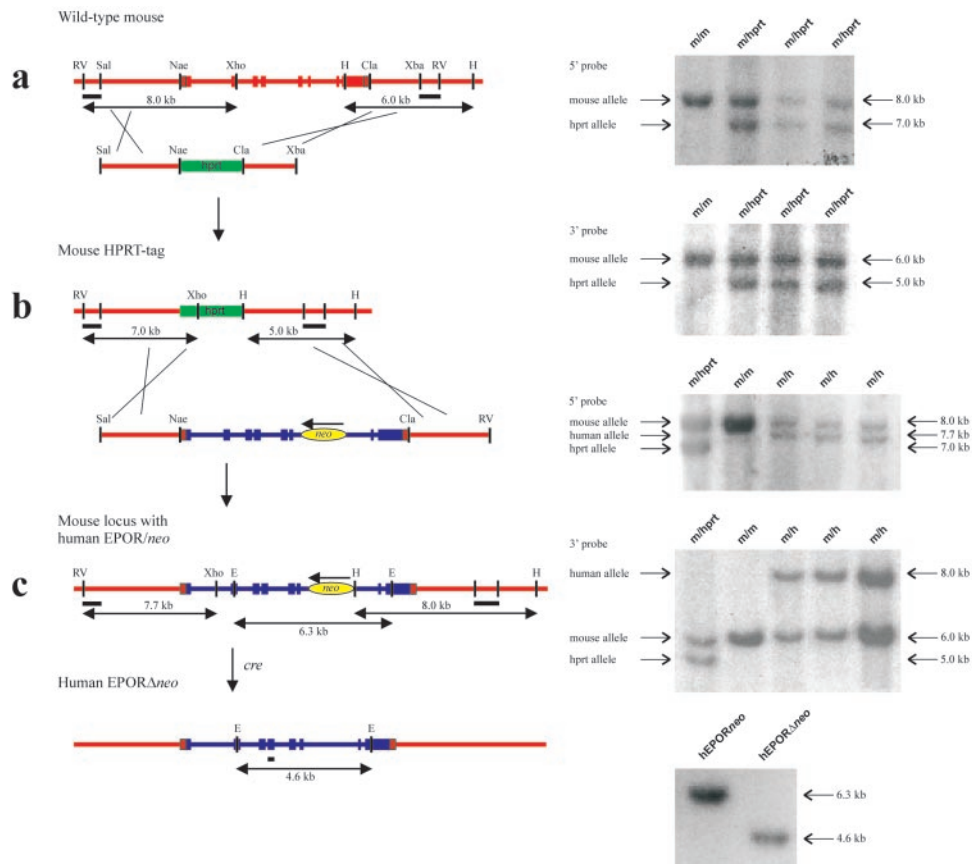 Wild-type mouse
a
RV Sal Nae Xho H Cla Xba RV H
8.0 kb 6.0 kb
Sal Nae Cla Xba
hprt
Mouse HPRT-tag
b
RV Xho H H
hprt
7.0 kb 5.0 kb
Sal Nae Cla RV
neo
Mouse locus with
human EPOR/neo
c
RV Xho E H E H
neo
7.7 kb 8.0 kb
6.3 kb
cre
Human EPORΔneo
E E
4.6 kb
m/m m/hprt m/hprt m/hprt
5' probe
mouse allele 8.0 kb
hprt allele 7.0 kb
m/m m/hprt m/hprt m/hprt
3' probe
mouse allele 6.0 kb
hprt allele 5.0 kb
m/hprt m/m m/h m/h m/h
5' probe
mouse allele 8.0 kb
human allele 7.7 kb
hprt allele 7.0 kb
m/hprt m/m m/h m/h m/h
3' probe
human allele 8.0 kb
mouse allele 6.0 kb
hprt allele 5.0 kb
hEPORneo hEPORΔneo
6.3 kb
4.6 kb